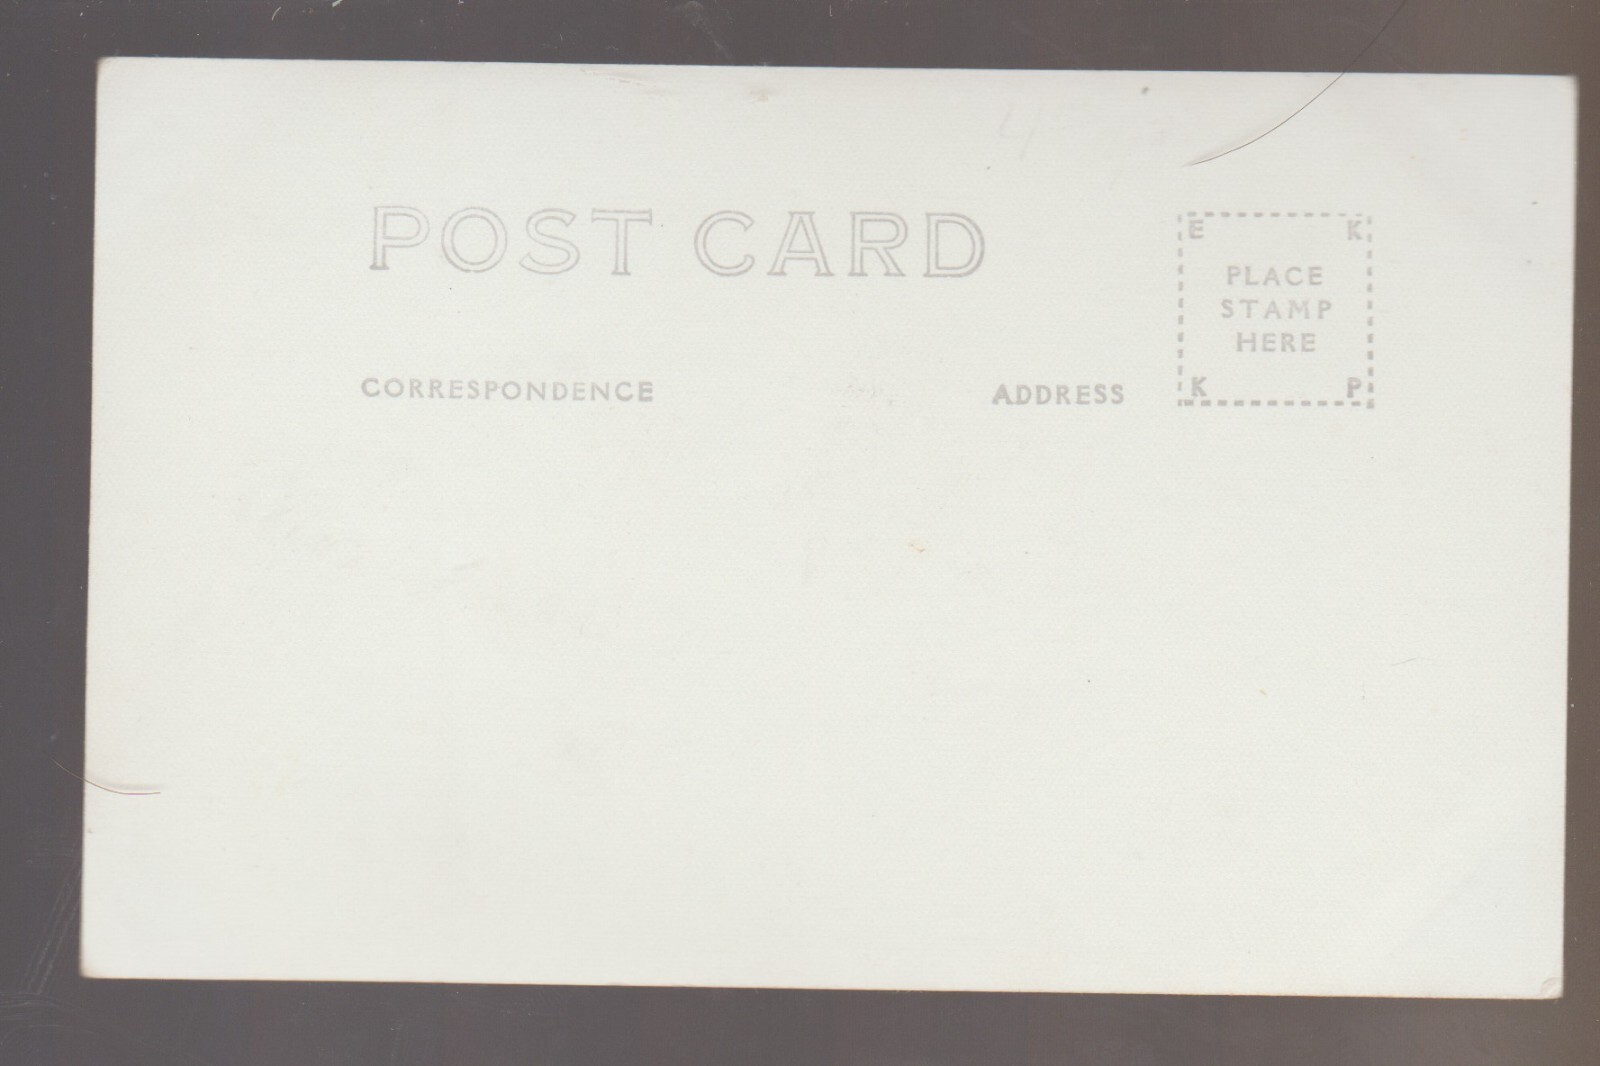 POST CARD
E K
PLACE
STAMP
HERE
K P
CORRESPONDENCE
ADDRESS